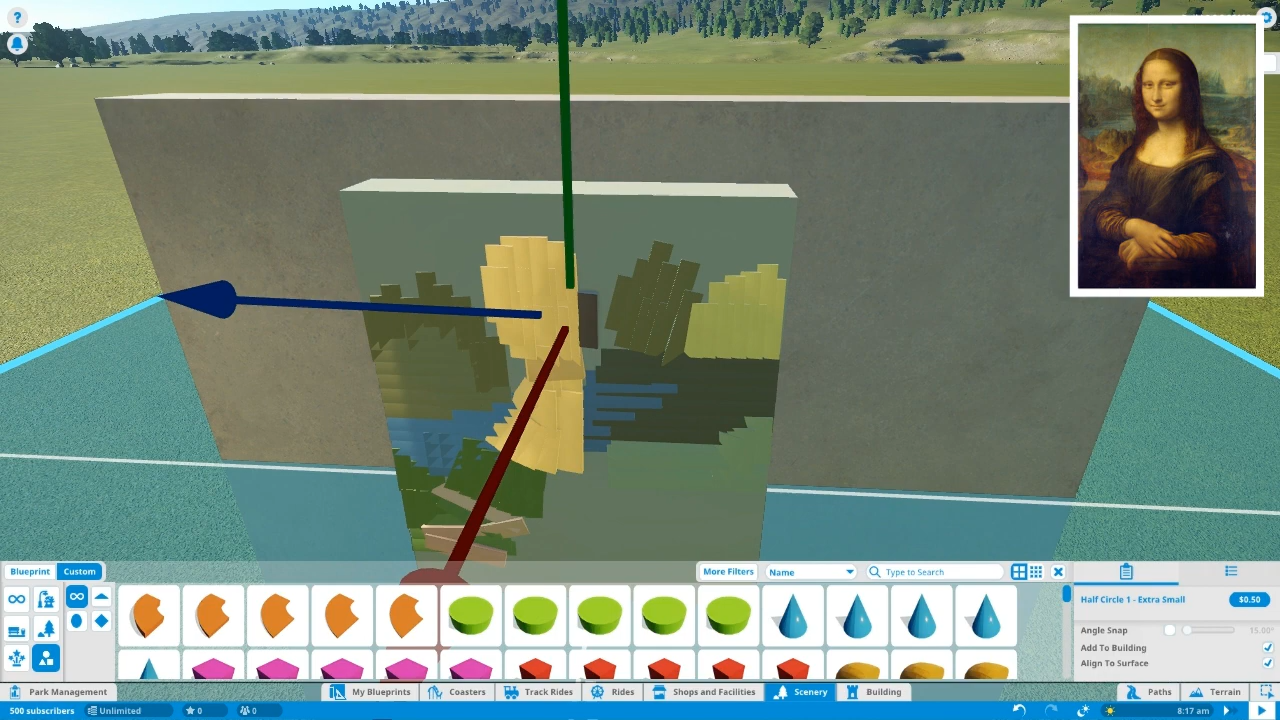 ?
Blueprint
Custom
More Filters
Name
Type to Search
Half Circle 1 - Extra Small
$0.50
Angle Snap
15.00°
Add To Building
Align To Surface
Park Management
My Blueprints
Coasters
Track Rides
Rides
Shops and Facilities
Scenery
Building
Paths
Terrain
500 subscribers
Unlimited
0
0
8:17 am